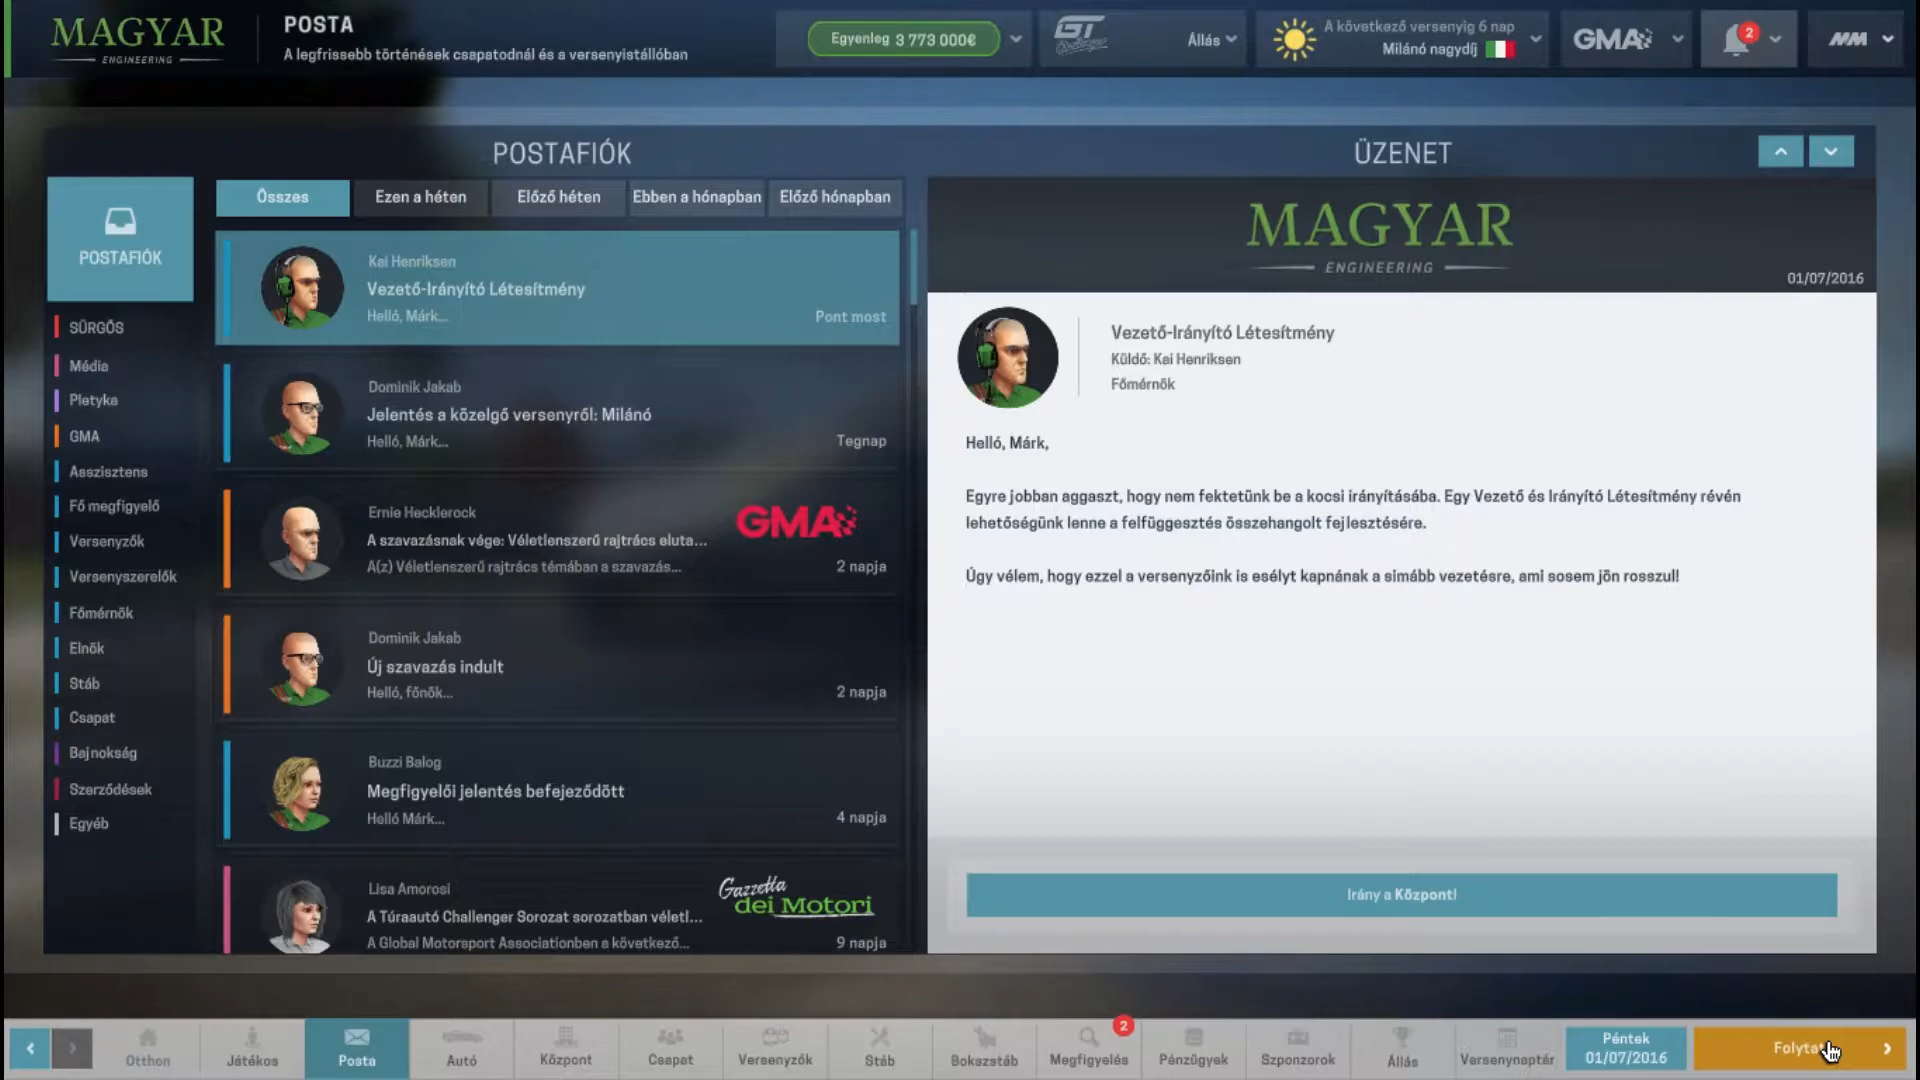 MAGYAR
ENGINEERING
POSTA
A legfrissebb történések csapatodnál és a versenyistállóban
Egyenleg 3 773 000€
GT
Challenger
Állás
A következő versenyig 6 nap
Milánó nagydíj
GMA
2
MM
POSTAFIÓK
ÜZENET
POSTAFIÓK
Összes
Ezen a héten
Előző héten
Ebben a hónapban
Előző hónapban
SÜRGŐS
Média
Pletyka
GMA
Asszisztens
Fő megfigyelő
Versenyzők
Versenyszerelők
Főmérnök
Elnök
Stáb
Csapat
Bajnokság
Szerződések
Egyéb
Kai Henriksen
Vezető-Irányító Létesítmény
Helló, Márk...
Pont most
Dominik Jakab
Jelentés a közelgő versenyről: Milánó
Helló, Márk...
Tegnap
Ernie Hecklerock
GMA
A szavazásnak vége: Véletlenszerű rajtrács eluta...
A(z) Véletlenszerű rajtrács témában a szavazás...
2 napja
Dominik Jakab
Új szavazás indult
Helló, főnök...
2 napja
Buzzi Balog
Megfigyelői jelentés befejeződött
Helló Márk...
4 napja
Lisa Amorosi
Gazzetta
dei Motori
A Túraautó Challenger Sorozat sorozatban véletl...
A Global Motorsport Associationben a következő...
9 napja
MAGYAR
ENGINEERING
01/07/2016
Vezető-Irányító Létesítmény
Küldő: Kai Henriksen
Főmérnök
Helló, Márk,
Egyre jobban aggaszt, hogy nem fektetünk be a kocsi irányításába. Egy Vezető és Irányító Létesítmény révén
lehetőségünk lenne a felfüggesztés összehangolt fejlesztésére.
Úgy vélem, hogy ezzel a versenyzőink is esélyt kapnának a simább vezetésre, ami sosem jön rosszul!
Irány a Központ!
Otthon
Játékos
Posta
Autó
Központ
Csapat
Versenyzők
Stáb
Bokszstáb
Megfigyelés
2
Pénzügyek
Szponzorok
Állás
Versenynaptár
Péntek
01/07/2016